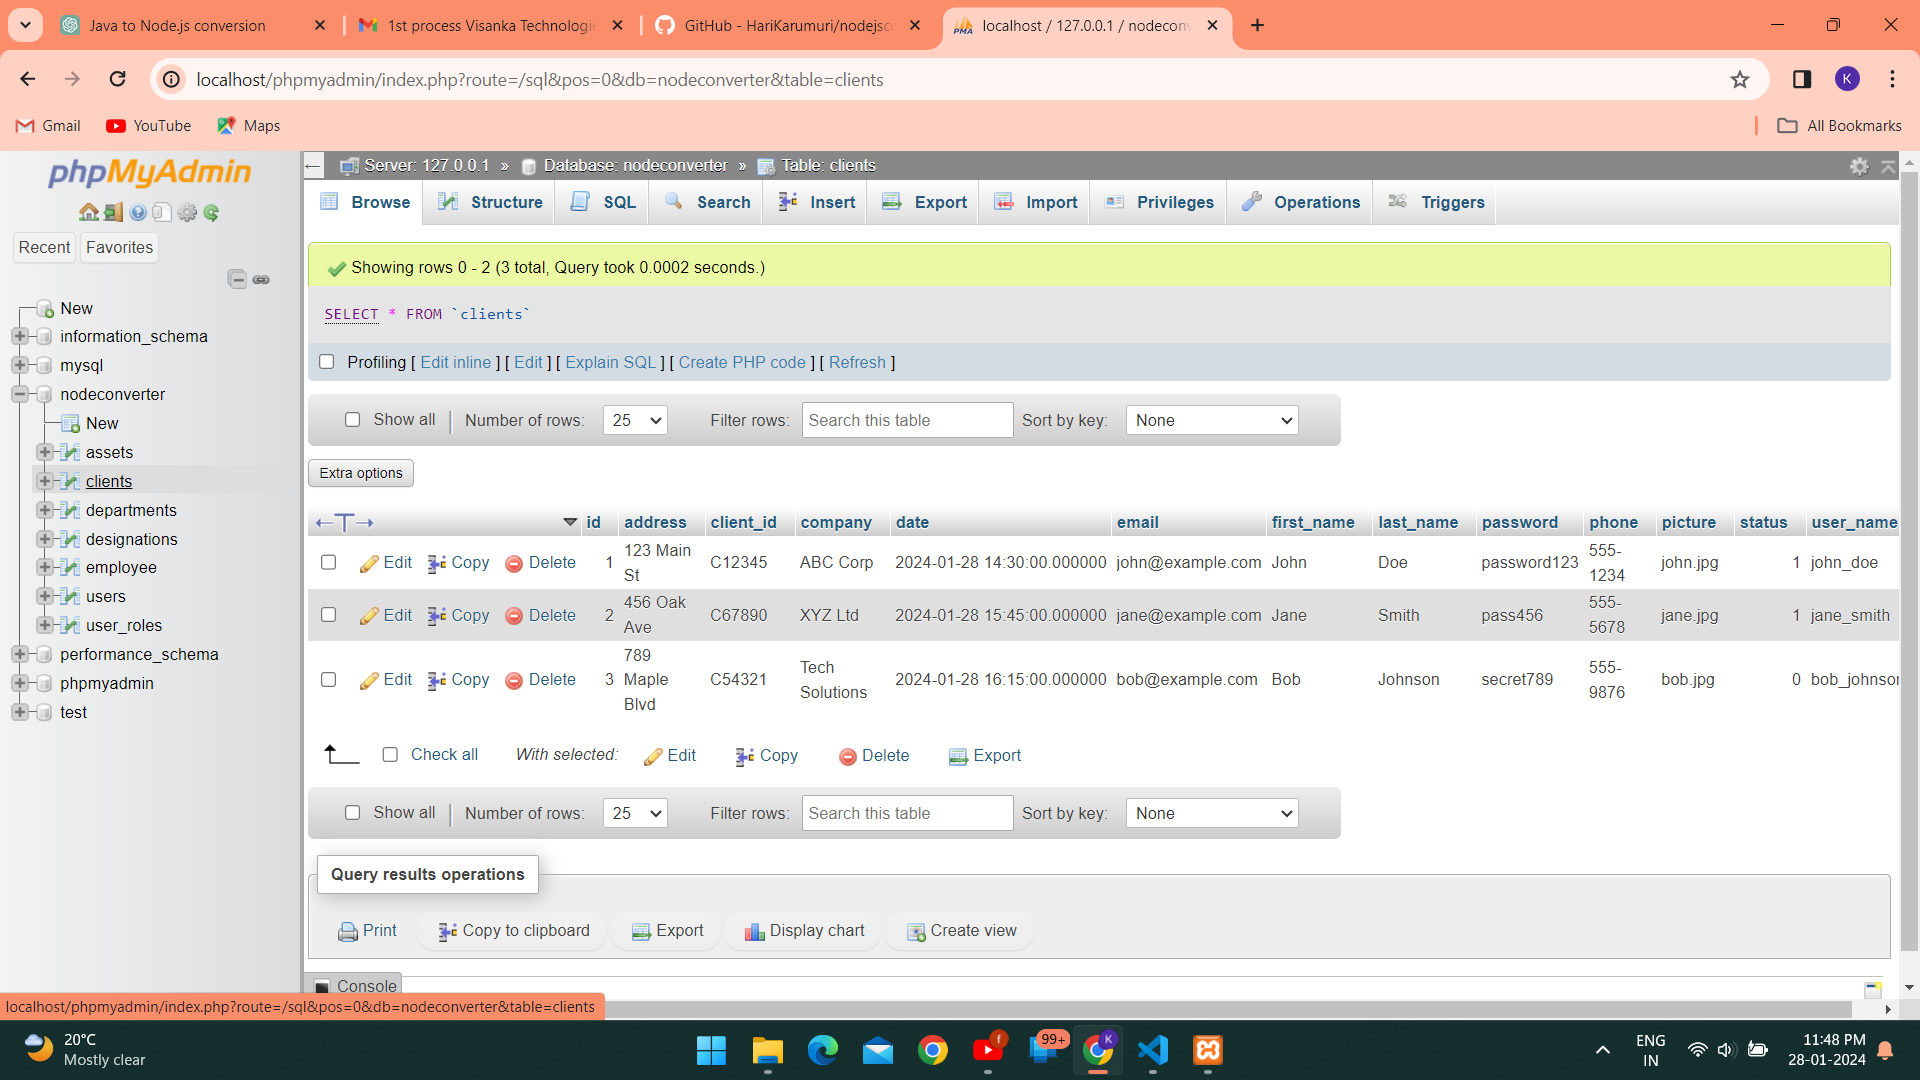 Java to Node.js conversion
1st process Visanka Technologie
GitHub - HariKarumuri/nodejsco
localhost / 127.0.0.1 / nodeconv
localhost/phpmyadmin/index.php?route=/sql&pos=0&db=nodeconverter&table=clients
K
Gmail
YouTube
Maps
All Bookmarks
phpMyAdmin
Recent
Favorites
New
information_schema
mysql
nodeconverter
New
assets
clients
departments
designations
employee
users
user_roles
performance_schema
phpmyadmin
test
Server: 127.0.0.1 » Database: nodeconverter » Table: clients
Browse Structure SQL Search Insert Export Import Privileges Operations Triggers
Showing rows 0 - 2 (3 total, Query took 0.0002 seconds.)
SELECT * FROM `clients`
Profiling [ Edit inline ] [ Edit ] [ Explain SQL ] [ Create PHP code ] [ Refresh ]
Show all Number of rows: 25 Filter rows: Search this table Sort by key: None
Extra options
id address client_id company date email first_name last_name password phone picture status user_name
Edit Copy Delete 1 123 Main St C12345 ABC Corp 2024-01-28 14:30:00.000000 john@example.com John Doe password123 555-1234 john.jpg 1 john_doe
Edit Copy Delete 2 456 Oak Ave C67890 XYZ Ltd 2024-01-28 15:45:00.000000 jane@example.com Jane Smith pass456 555-5678 jane.jpg 1 jane_smith
Edit Copy Delete 3 789 Maple Blvd C54321 Tech Solutions 2024-01-28 16:15:00.000000 bob@example.com Bob Johnson secret789 555-9876 bob.jpg 0 bob_johnson
Check all With selected: Edit Copy Delete Export
Show all Number of rows: 25 Filter rows: Search this table Sort by key: None
Query results operations
Print Copy to clipboard Export Display chart Create view
Console
localhost/phpmyadmin/index.php?route=/sql&pos=0&db=nodeconverter&table=clients
20°C
Mostly clear
99+
K
ENG
IN
11:48 PM
28-01-2024